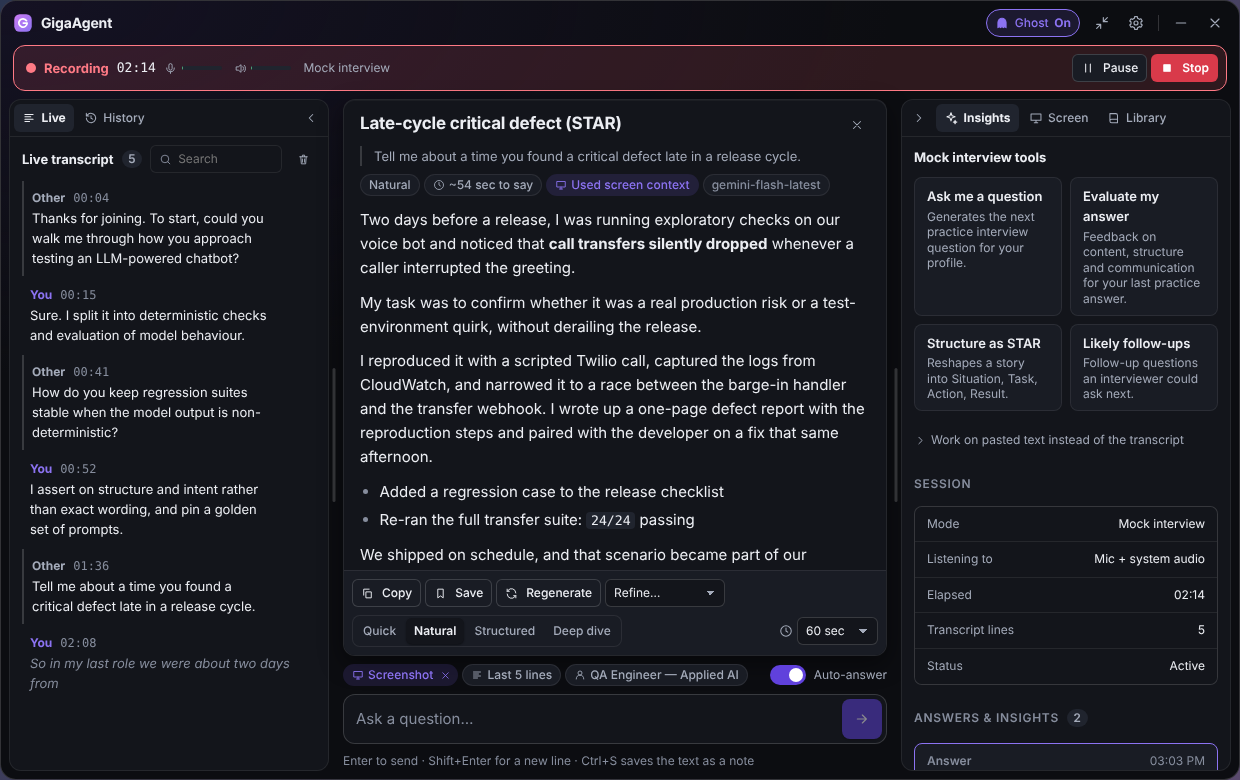 GigaAgent
Ghost On
Recording 02:14 Mock interview
Pause
Stop
Live
History
Live transcript 5
Search
Other 00:04
Thanks for joining. To start, could you
walk me through how you approach
testing an LLM-powered chatbot?
You 00:15
Sure. I split it into deterministic checks
and evaluation of model behaviour.
Other 00:41
How do you keep regression suites
stable when the model output is non-
deterministic?
You 00:52
I assert on structure and intent rather
than exact wording, and pin a golden
set of prompts.
Other 01:36
Tell me about a time you found a
critical defect late in a release cycle.
You 02:08
So in my last role we were about two days
from
Late-cycle critical defect (STAR)
Tell me about a time you found a critical defect late in a release cycle.
Natural
~54 sec to say
Used screen context
gemini-flash-latest
Two days before a release, I was running exploratory checks on our
voice bot and noticed that call transfers silently dropped whenever a
caller interrupted the greeting.
My task was to confirm whether it was a real production risk or a test-
environment quirk, without derailing the release.
I reproduced it with a scripted Twilio call, captured the logs from
CloudWatch, and narrowed it to a race between the barge-in handler
and the transfer webhook. I wrote up a one-page defect report with the
reproduction steps and paired with the developer on a fix that same
afternoon.
• Added a regression case to the release checklist
• Re-ran the full transfer suite: 24/24 passing
We shipped on schedule, and that scenario became part of our
Copy
Save
Regenerate
Refine...
Quick
Natural
Structured
Deep dive
60 sec
Screenshot ×
Last 5 lines
QA Engineer — Applied AI
Auto-answer
Ask a question...
Enter to send · Shift+Enter for a new line · Ctrl+S saves the text as a note
Insights
Screen
Library
Mock interview tools
Ask me a question
Generates the next
practice interview
question for your
profile.
Evaluate my
answer
Feedback on
content, structure
and communication
for your last practice
answer.
Structure as STAR
Reshapes a story
into Situation, Task,
Action, Result.
Likely follow-ups
Follow-up questions
an interviewer could
ask next.
Work on pasted text instead of the transcript
SESSION
Mode Mock interview
Listening to Mic + system audio
Elapsed 02:14
Transcript lines 5
Status Active
ANSWERS & INSIGHTS 2
Answer 03:03 PM